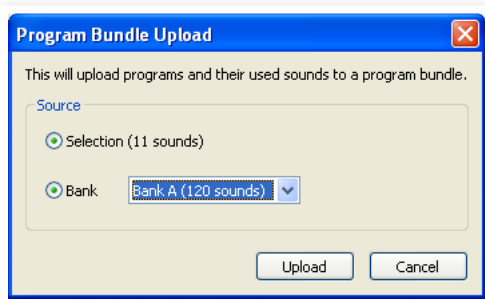 Program Bundle Upload
This will upload programs and their used sounds to a program bundle.
Source
Selection (11 sounds)
Bank Bank A (120 sounds)
Upload Cancel